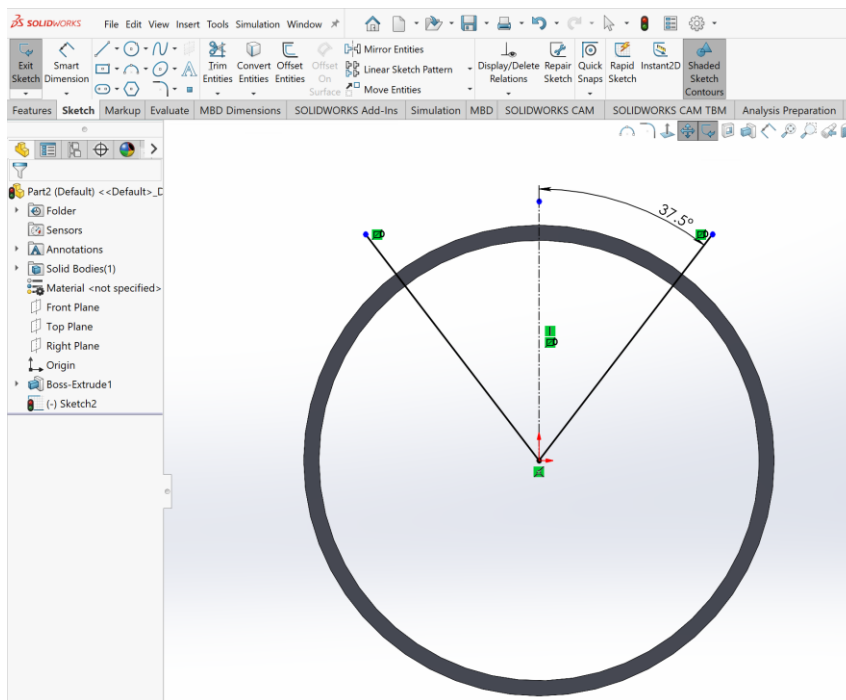 SOLIDWORKS File Edit View Insert Tools Simulation Window
Exit Sketch
Smart Dimension
Trim Entities
Convert Entities
Offset Entities
Offset On Surface
Mirror Entities
Linear Sketch Pattern
Move Entities
Display/Delete Relations
Repair Sketch
Quick Snaps
Rapid Sketch
Instant2D
Shaded Sketch Contours
Features Sketch Markup Evaluate MBD Dimensions SOLIDWORKS Add-Ins Simulation MBD SOLIDWORKS CAM SOLIDWORKS CAM TBM Analysis Preparation
Part2 (Default) <<Default>_D
Folder
Sensors
Annotations
Solid Bodies(1)
Material <not specified>
Front Plane
Top Plane
Right Plane
Origin
Boss-Extrude1
(-) Sketch2
37.5°